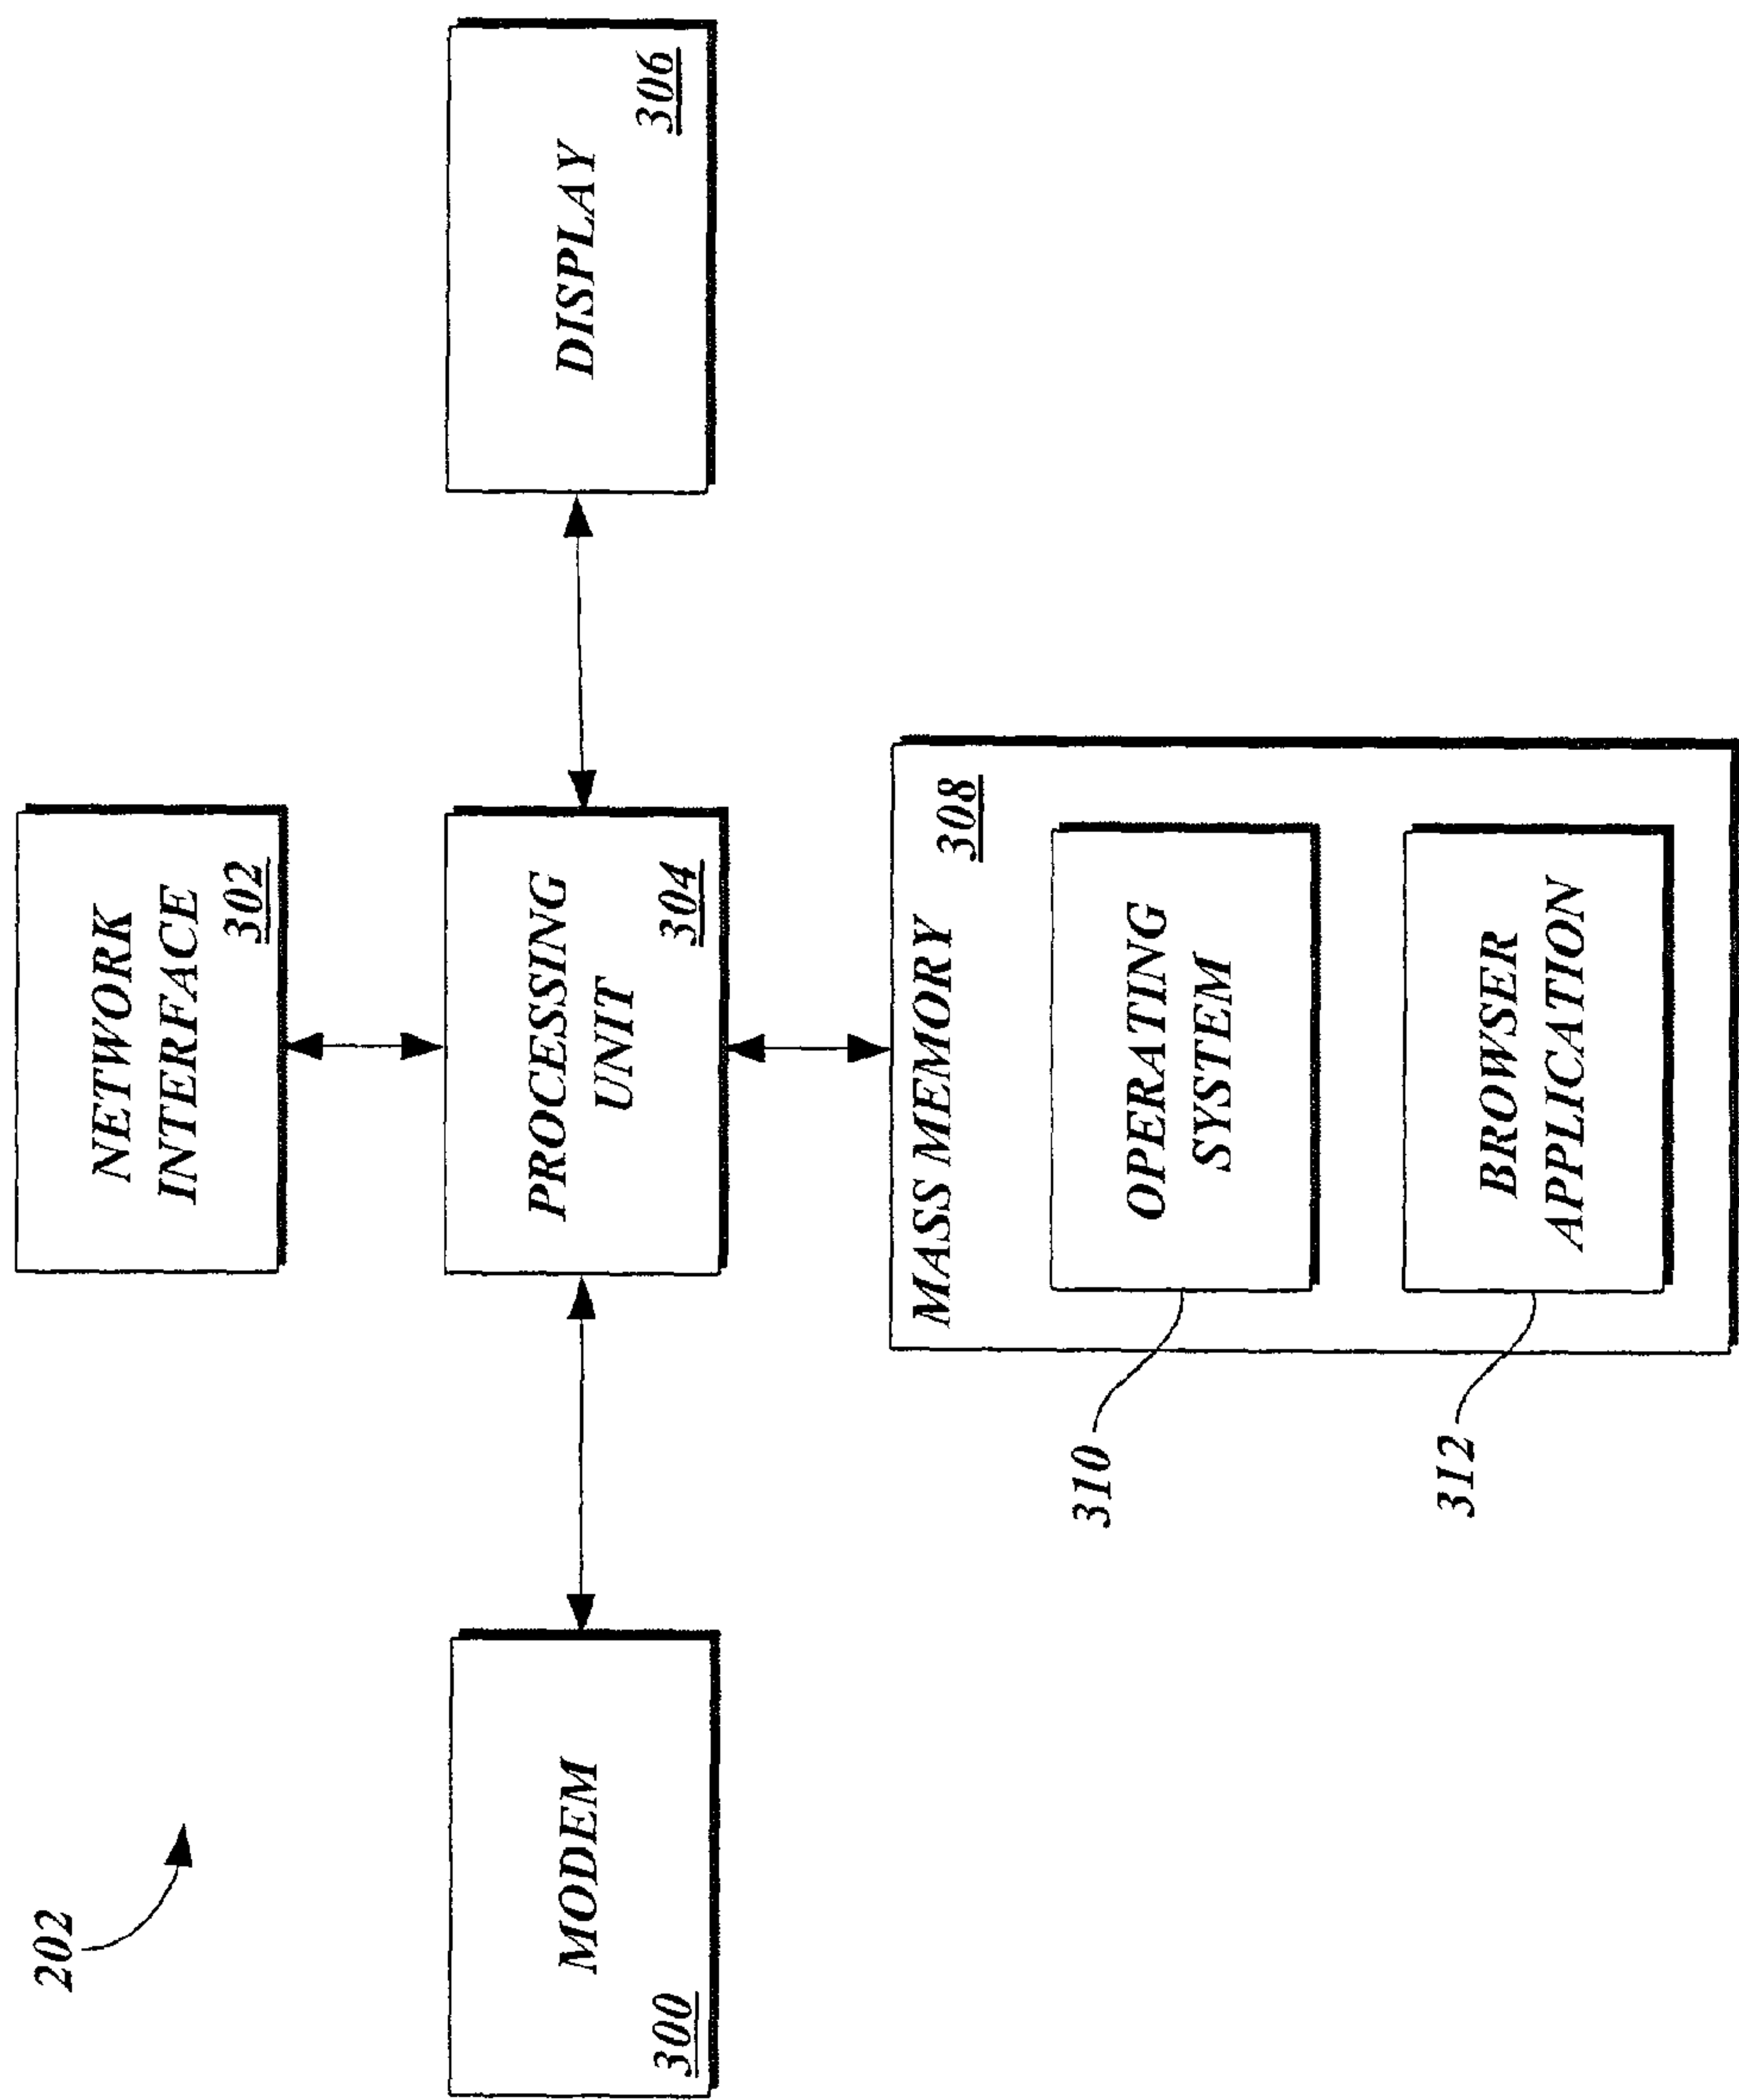 202
NETWORK
INTERFACE
302
MODEM
300
PROCESSING
UNIT
304
DISPLAY
306
MASS MEMORY
308
310
OPERATING
SYSTEM
312
BROWSER
APPLICATION